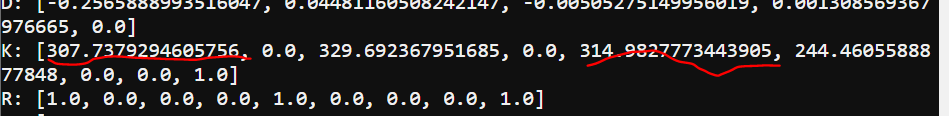 D: [-0.2565888993516047, 0.04481160508242147, -0.00505275149956019, 0.001308569367
976665, 0.0]
K: [307.7379294605756, 0.0, 329.692367951685, 0.0, 314.9827773443905, 244.46055888
77848, 0.0, 0.0, 1.0]
R: [1.0, 0.0, 0.0, 0.0, 1.0, 0.0, 0.0, 0.0, 1.0]